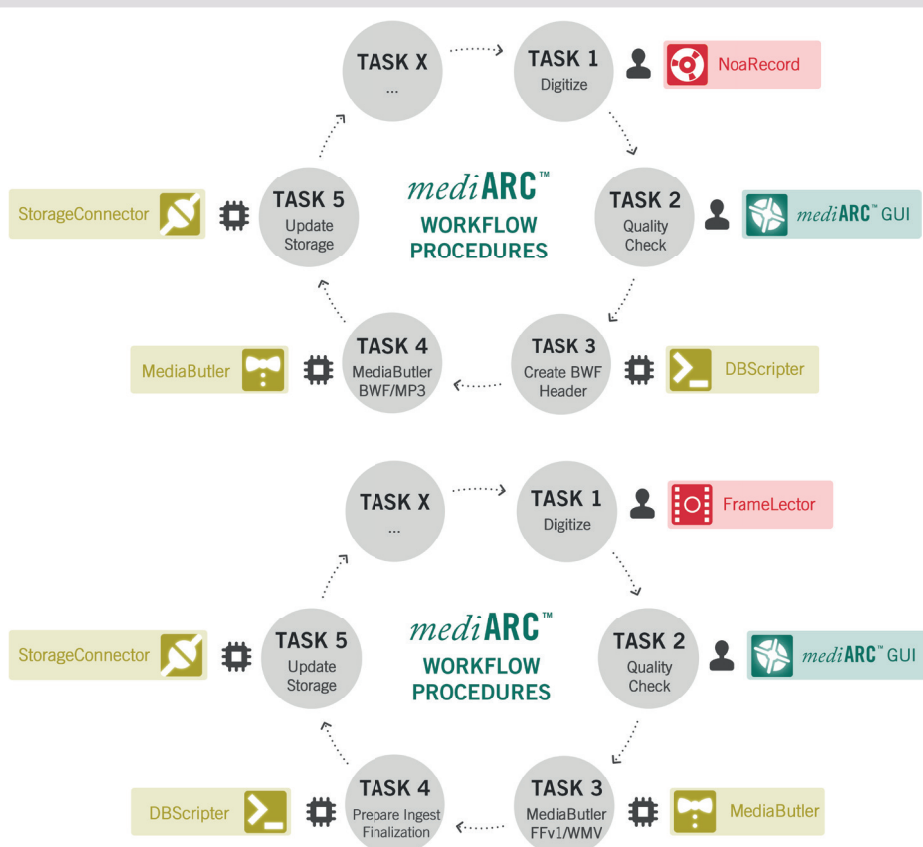 TASK X
...
TASK 1
Digitize
NoaRecord
StorageConnector
TASK 5
Update
Storage
mediARC™
WORKFLOW
PROCEDURES
TASK 2
Quality
Check
mediARC™ GUI
MediaButler
TASK 4
MediaButler
BWF/MP3
TASK 3
Create BWF
Header
DBScripter
TASK X
...
TASK 1
Digitize
FrameLector
StorageConnector
TASK 5
Update
Storage
mediARC™
WORKFLOW
PROCEDURES
TASK 2
Quality
Check
mediARC™ GUI
DBScripter
TASK 4
Prepare Ingest
Finalization
TASK 3
MediaButler
FFv1/WMV
MediaButler